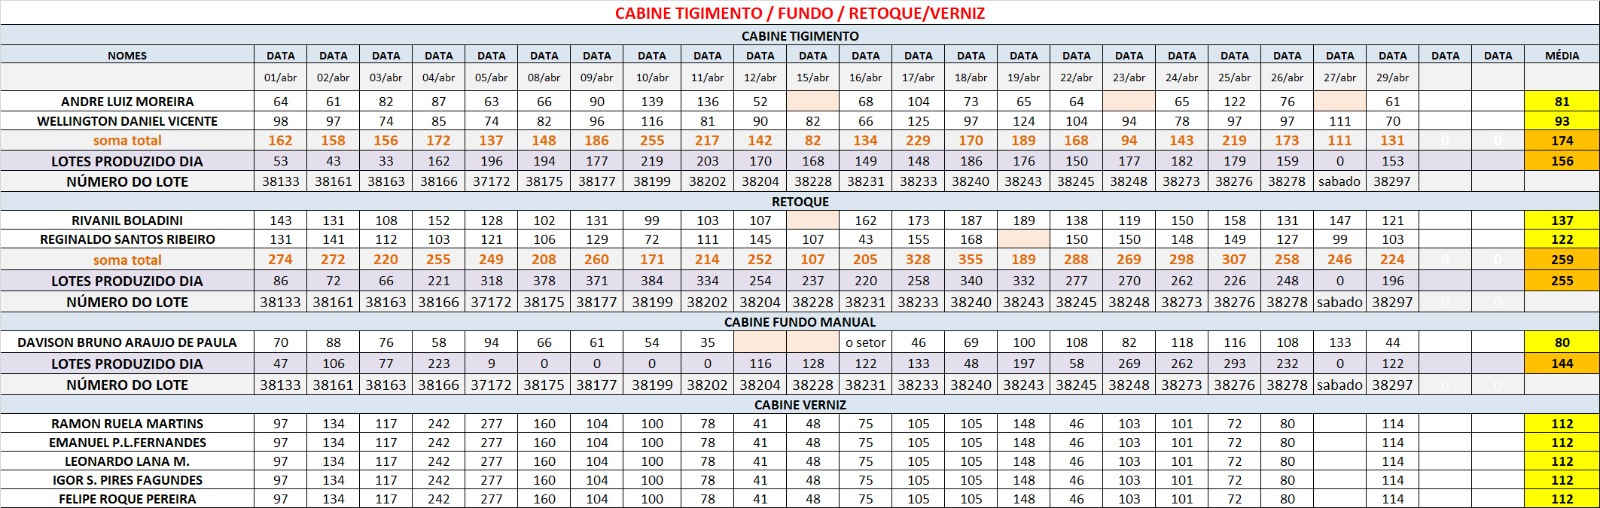 CABINE TIGIMENTO / FUNDO / RETOQUE/VERNIZ
CABINE TIGIMENTO
NOMES DATA DATA DATA DATA DATA DATA DATA DATA DATA DATA DATA DATA DATA DATA DATA DATA DATA DATA DATA DATA DATA DATA DATA DATA MÉDIA
01/abr 02/abr 03/abr 04/abr 05/abr 08/abr 09/abr 10/abr 11/abr 12/abr 15/abr 16/abr 17/abr 18/abr 19/abr 22/abr 23/abr 24/abr 25/abr 26/abr 27/abr 29/abr
ANDRE LUIZ MOREIRA 64 61 82 87 63 66 90 139 136 52 68 104 73 65 64 65 122 76 61 81
WELLINGTON DANIEL VICENTE 98 97 74 85 74 82 96 116 81 90 82 66 125 97 124 104 94 78 97 97 111 70 93
soma total 162 158 156 172 137 148 186 255 217 142 82 134 229 170 189 168 94 143 219 173 111 131 0 0 174
LOTES PRODUZIDO DIA 53 43 33 162 196 194 177 219 203 170 168 149 148 186 176 150 177 182 179 159 0 153 156
NÚMERO DO LOTE 38133 38161 38163 38166 37172 38175 38177 38199 38202 38204 38228 38231 38233 38240 38243 38245 38248 38273 38276 38278 sabado 38297
RETOQUE
RIVANIL BOLADINI 143 131 108 152 128 102 131 99 103 107 162 173 187 189 138 119 150 158 131 147 121 137
REGINALDO SANTOS RIBEIRO 131 141 112 103 121 106 129 72 111 145 107 43 155 168 150 150 148 149 127 99 103 122
soma total 274 272 220 255 249 208 260 171 214 252 107 205 328 355 189 288 269 298 307 258 246 224 0 0 259
LOTES PRODUZIDO DIA 86 72 66 221 318 378 371 384 334 254 237 220 258 340 332 277 270 262 226 248 0 196 255
NÚMERO DO LOTE 38133 38161 38163 38166 37172 38175 38177 38199 38202 38204 38228 38231 38233 38240 38243 38245 38248 38273 38276 38278 sabado 38297 0 0
CABINE FUNDO MANUAL
DAVISON BRUNO ARAUJO DE PAULA 70 88 76 58 94 66 61 54 35 o setor 46 69 100 108 82 118 116 108 133 44 80
LOTES PRODUZIDO DIA 47 106 77 223 9 0 0 0 0 116 128 122 133 48 197 58 269 262 293 232 0 122 144
NÚMERO DO LOTE 38133 38161 38163 38166 37172 38175 38177 38199 38202 38204 38228 38231 38233 38240 38243 38245 38248 38273 38276 38278 sabado 38297 0 0
CABINE VERNIZ
RAMON RUELA MARTINS 97 134 117 242 277 160 104 100 78 41 48 75 105 105 148 46 103 101 72 80 114 112
EMANUEL P.L.FERNANDES 97 134 117 242 277 160 104 100 78 41 48 75 105 105 148 46 103 101 72 80 114 112
LEONARDO LANA M. 97 134 117 242 277 160 104 100 78 41 48 75 105 105 148 46 103 101 72 80 114 112
IGOR S. PIRES FAGUNDES 97 134 117 242 277 160 104 100 78 41 48 75 105 105 148 46 103 101 72 80 114 112
FELIPE ROQUE PEREIRA 97 134 117 242 277 160 104 100 78 41 48 75 105 105 148 46 103 101 72 80 114 112